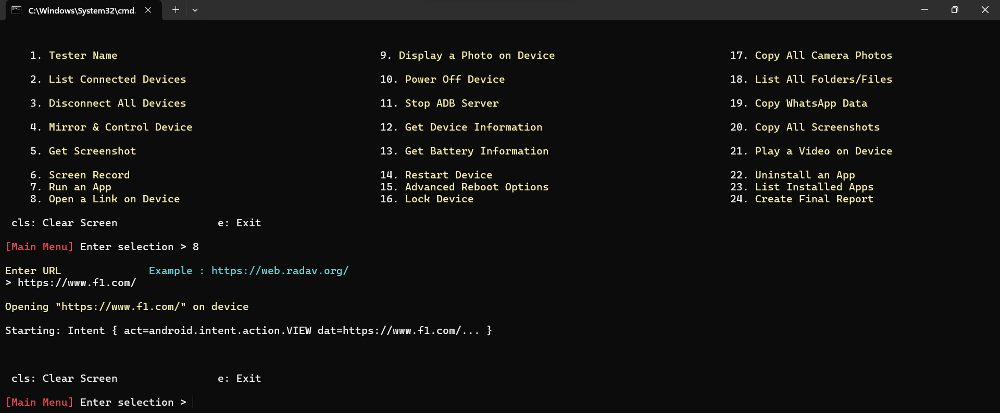 C:\Windows\System32\cmd.
1. Tester Name 9. Display a Photo on Device 17. Copy All Camera Photos
2. List Connected Devices 10. Power Off Device 18. List All Folders/Files
3. Disconnect All Devices 11. Stop ADB Server 19. Copy WhatsApp Data
4. Mirror & Control Device 12. Get Device Information 20. Copy All Screenshots
5. Get Screenshot 13. Get Battery Information 21. Play a Video on Device
6. Screen Record 14. Restart Device 22. Uninstall an App
7. Run an App 15. Advanced Reboot Options 23. List Installed Apps
8. Open a Link on Device 16. Lock Device 24. Create Final Report
cls: Clear Screen e: Exit
[Main Menu] Enter selection > 8
Enter URL Example : https://web.radav.org/
> https://www.f1.com/
Opening "https://www.f1.com/" on device
Starting: Intent { act=android.intent.action.VIEW dat=https://www.f1.com/... }
cls: Clear Screen e: Exit
[Main Menu] Enter selection >